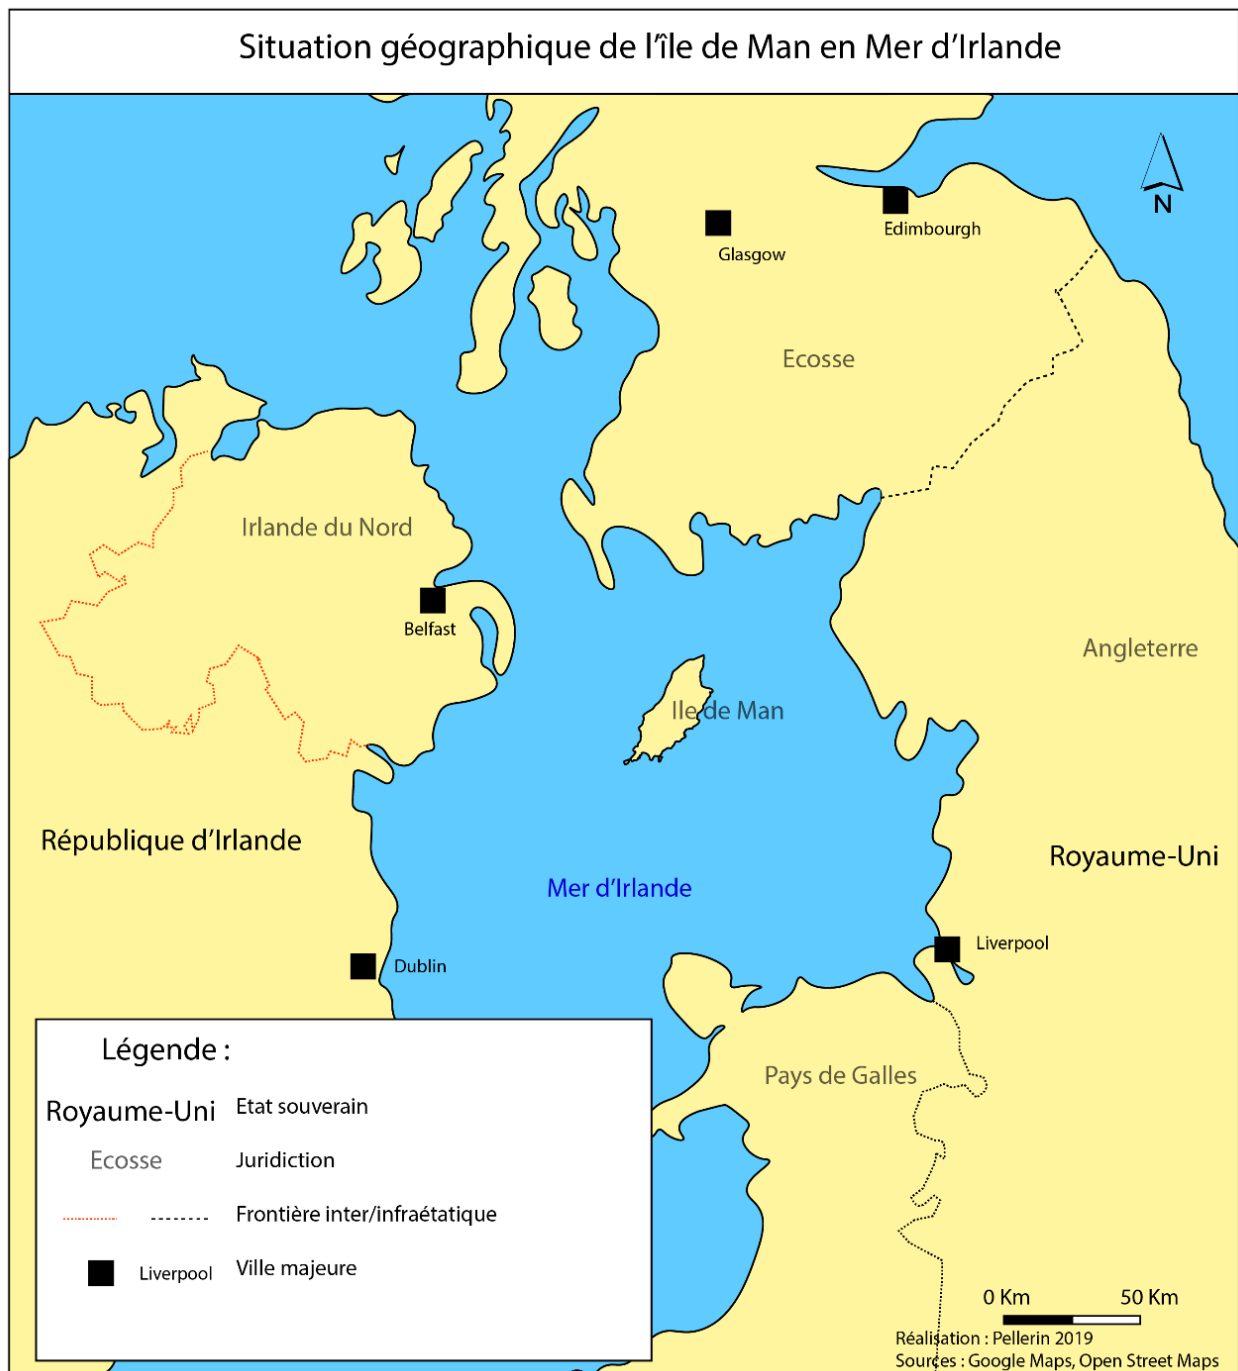 Situation géographique de l'île de Man en Mer d'Irlande
N
Edimbourgh
Glasgow
Ecosse
Irlande du Nord
Belfast
Angleterre
Ile de Man
République d'Irlande
Royaume-Uni
Mer d'Irlande
Liverpool
Dublin
Pays de Galles
Légende :
Royaume-Uni Etat souverain
Ecosse Juridiction
Frontière inter/infraétatique
Liverpool Ville majeure
0 Km 50 Km
Réalisation : Pellerin 2019
Sources : Google Maps, Open Street Maps